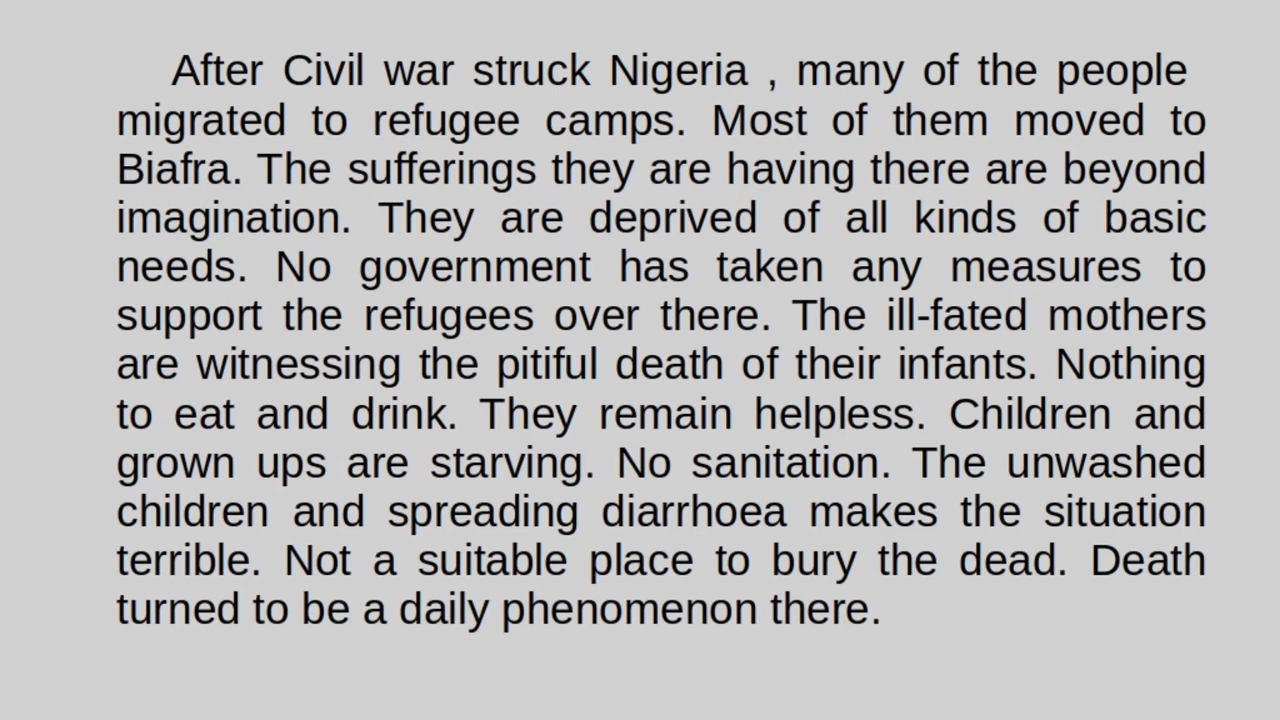 After Civil war struck Nigeria , many of the people
migrated to refugee camps. Most of them moved to
Biafra. The sufferings they are having there are beyond
imagination. They are deprived of all kinds of basic
needs. No government has taken any measures to
support the refugees over there. The ill-fated mothers
are witnessing the pitiful death of their infants. Nothing
to eat and drink. They remain helpless. Children and
grown ups are starving. No sanitation. The unwashed
children and spreading diarrhoea makes the situation
terrible. Not a suitable place to bury the dead. Death
turned to be a daily phenomenon there.